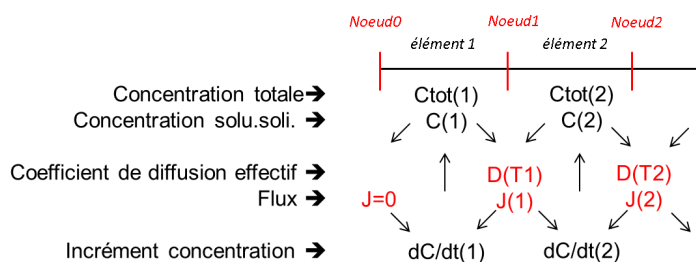 Noeud0 Noeud1 Noeud2
élément 1 élément 2
Concentration totale➔ Ctot(1) Ctot(2)
Concentration solu.soli. ➔ C(1) C(2)
Coefficient de diffusion effectif ➔ D(T1) D(T2)
Flux ➔ J=0 J(1) J(2)
Incrément concentration ➔ dC/dt(1) dC/dt(2)